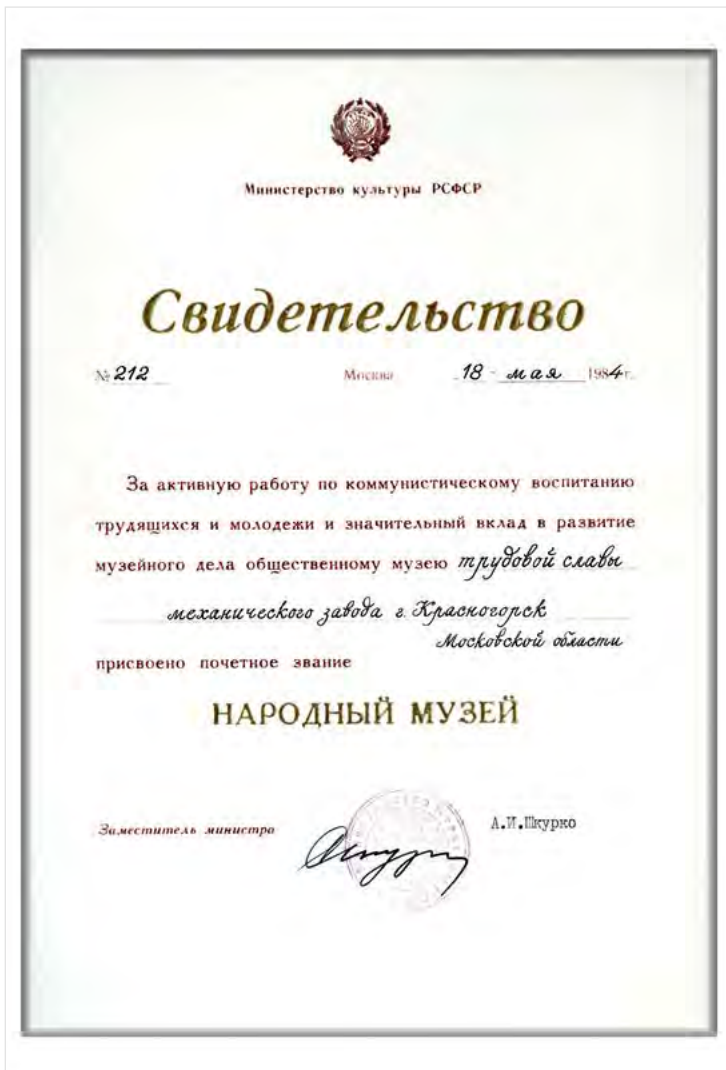 Министерство культуры РСФСР
Свидетельство
№ 212 Москва 18 - мая 1984 г.
За активную работу по коммунистическому воспитанию
трудящихся и молодежи и значительный вклад в развитие
музейного дела общественному музею трудовой славы
механического завода г. Красногорск
Московской области
присвоено почетное звание
НАРОДНЫЙ МУЗЕЙ
Заместитель министра А.И.Шкурко